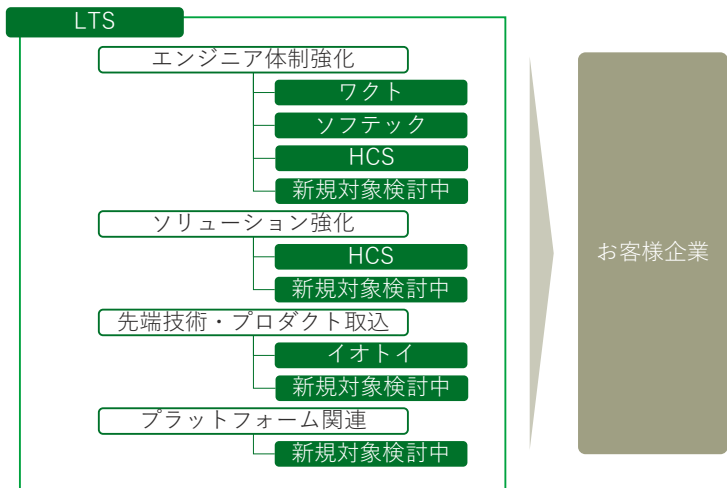 LTS
エンジニア体制強化
ワクト
ソフテック
HCS
新規対象検討中
ソリューション強化
HCS
新規対象検討中
先端技術・プロダクト取込
イオトイ
新規対象検討中
プラットフォーム関連
新規対象検討中
お客様企業